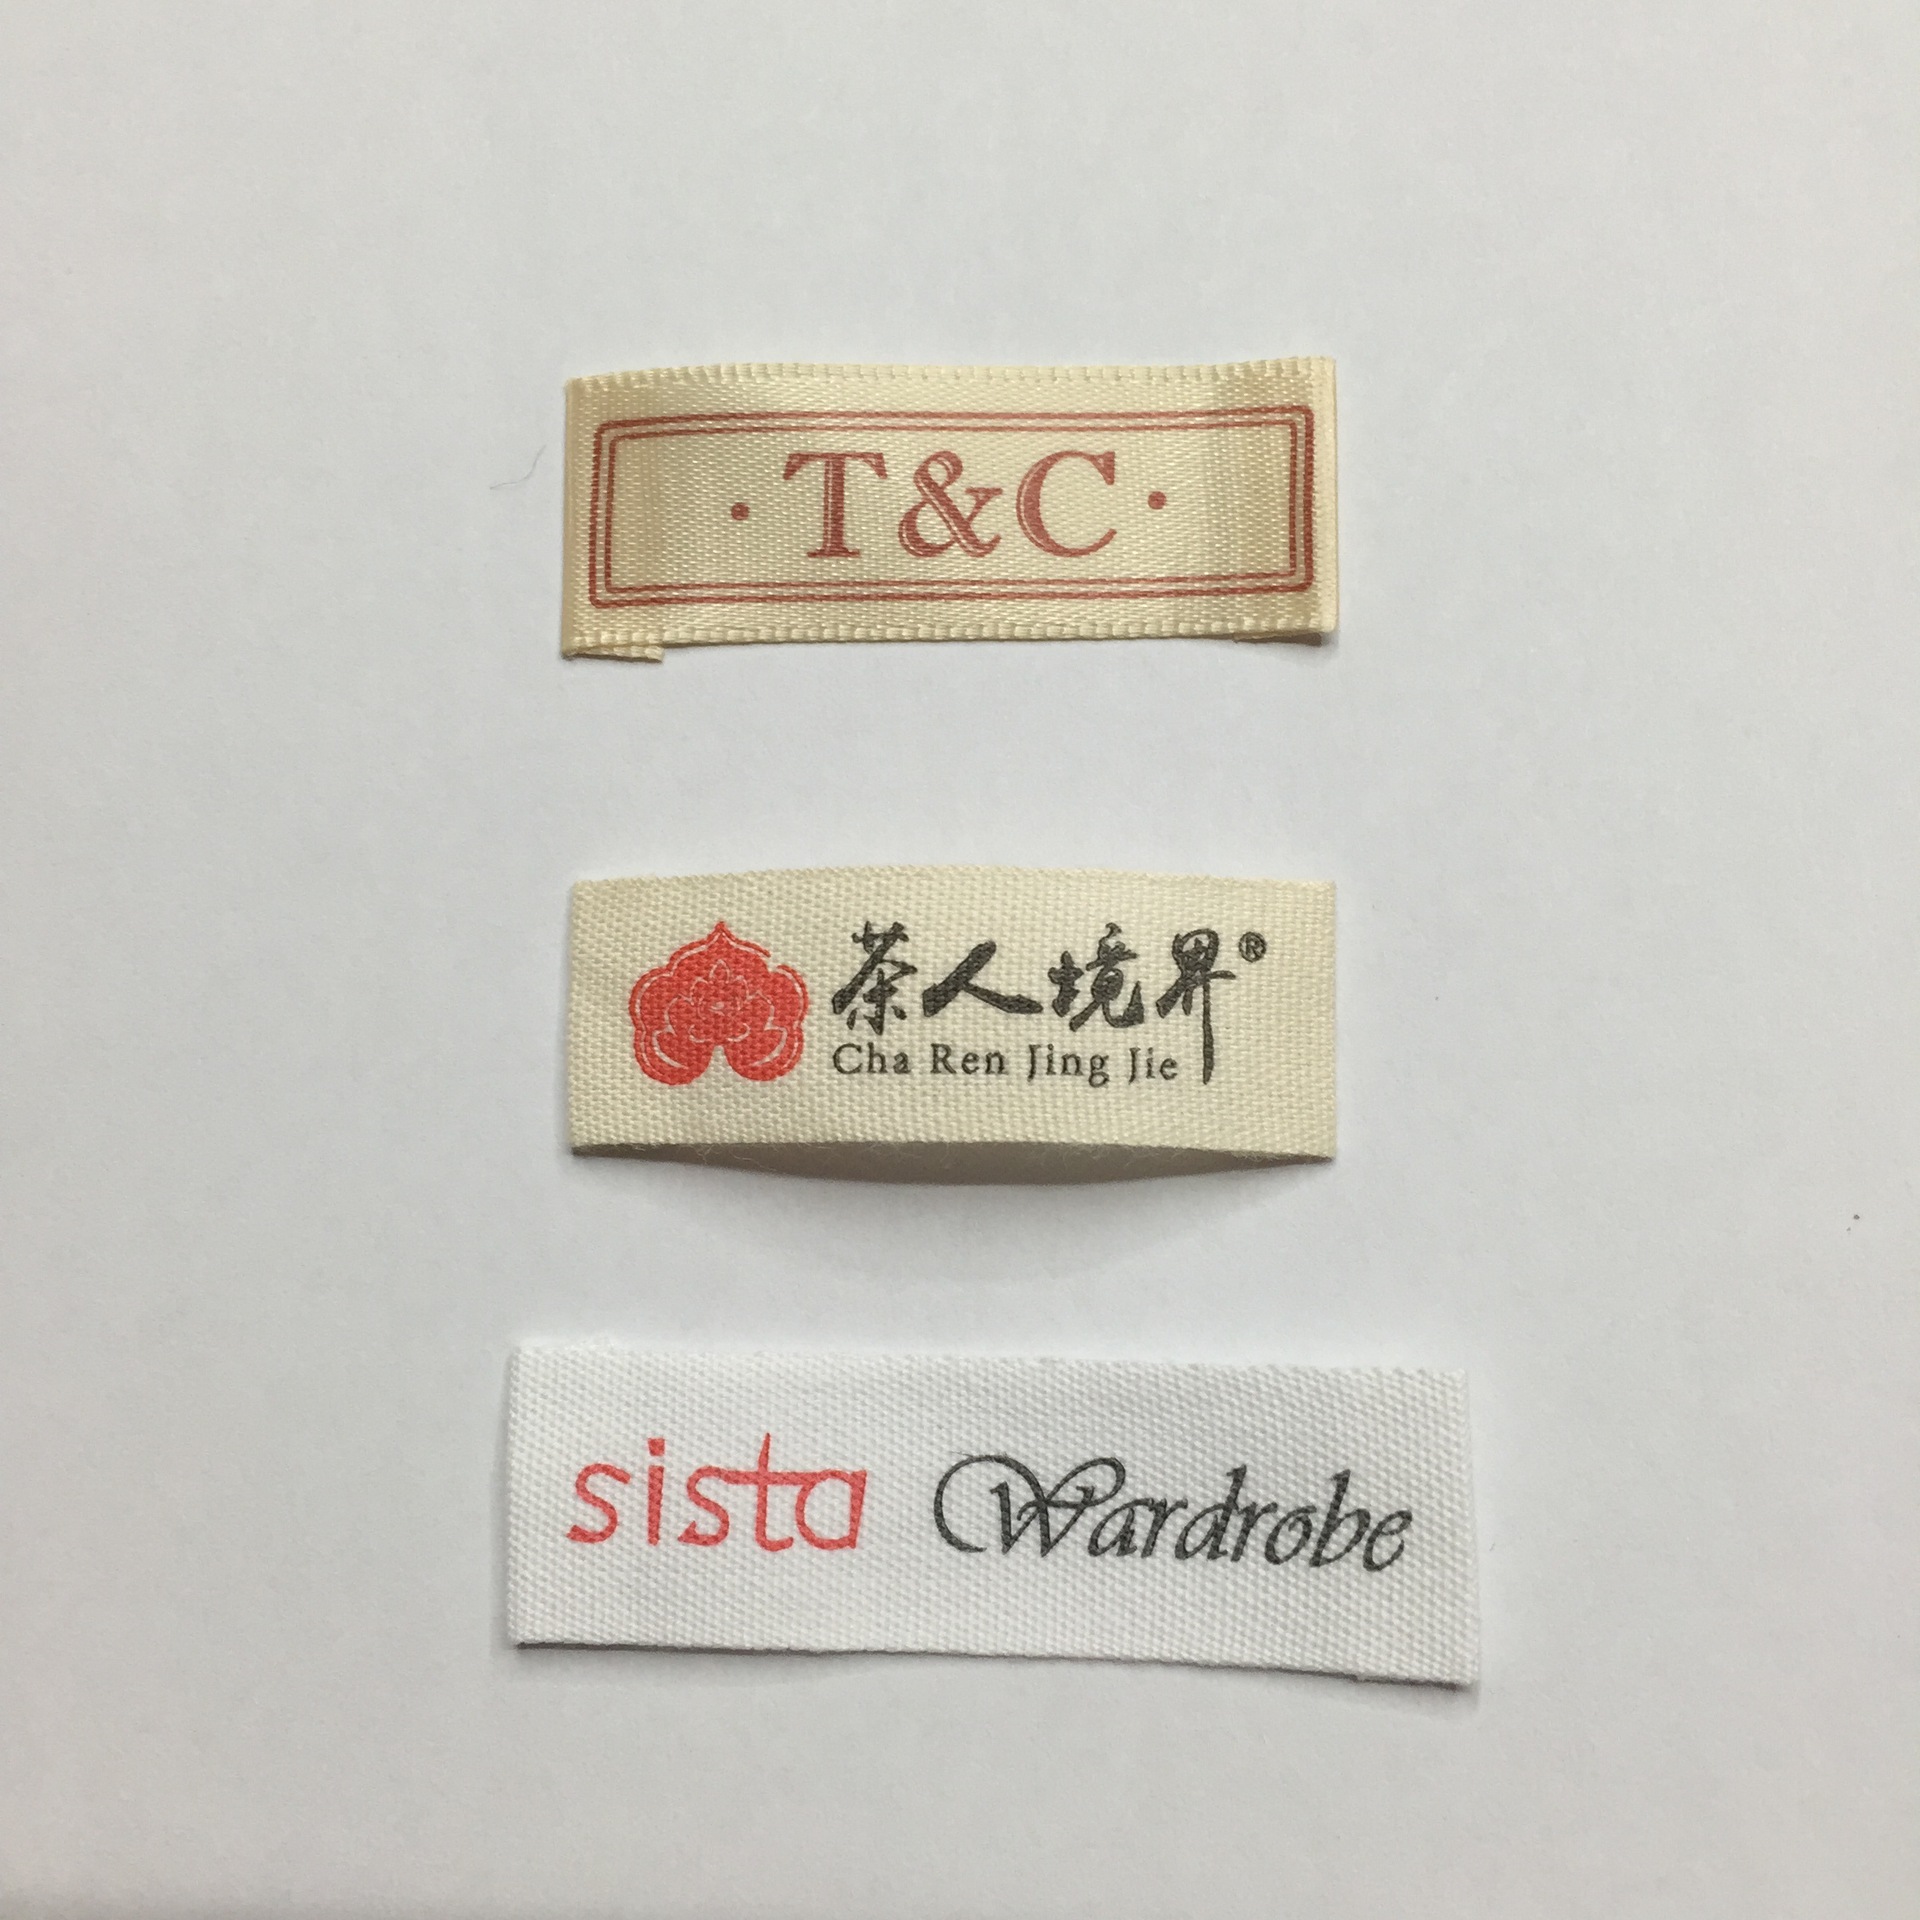 ·T&C·
茶人境界®
Cha Ren Jing Jie
sista Wardrobe